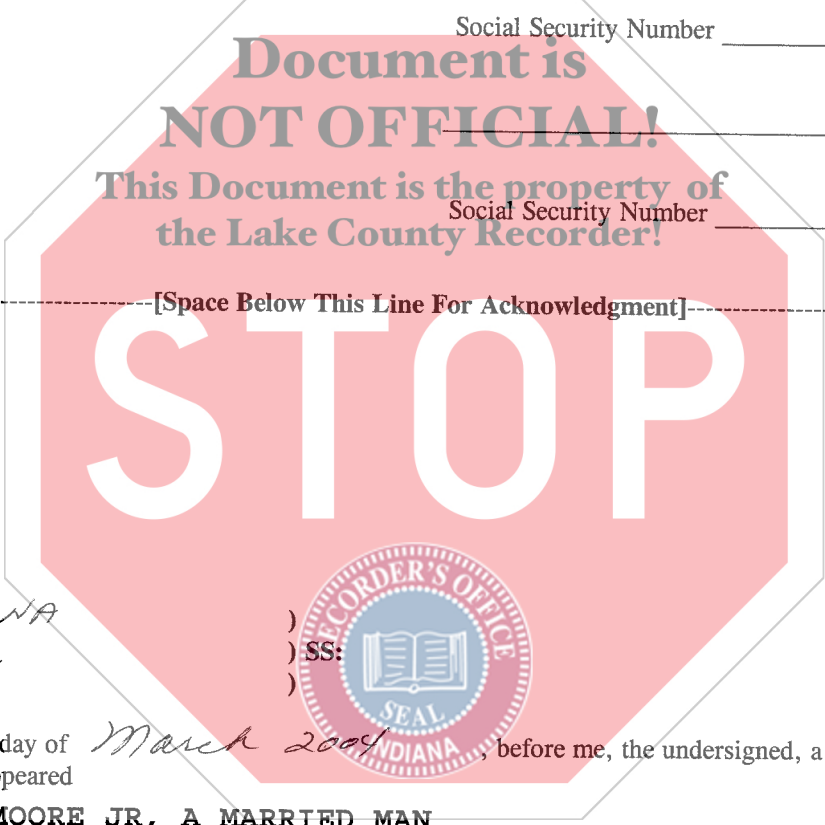 Social Security Number
Document is
NOT OFFICIAL!
This Document is the property of
Social Security Number
the Lake County Recorder!
[Space Below This Line For Acknowledgment]
STOP
RECORDER'S OFFICE
SEAL
INDIANA
NA )
) SS:
)
day of March 2004, before me, the undersigned, a
peared
MOORE JR, A MARRIED MAN